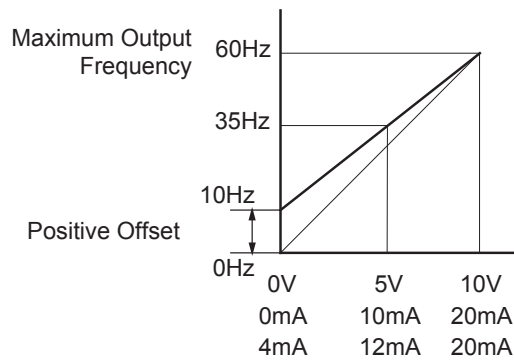 Maximum Output
Frequency
60Hz
35Hz
10Hz
Positive Offset
0Hz
0V 5V 10V
0mA 10mA 20mA
4mA 12mA 20mA